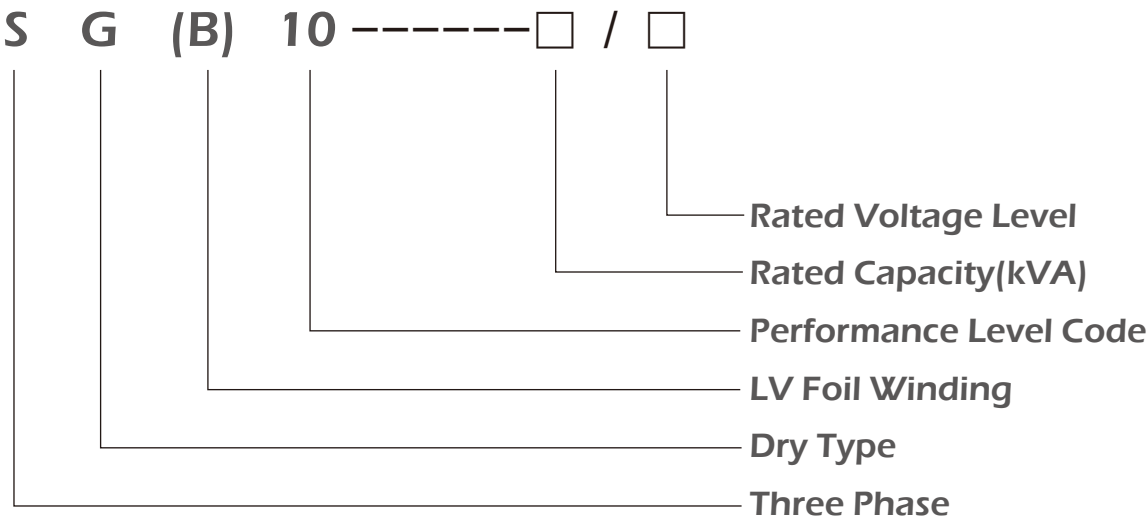 S G (B) 10 ------□ / □
Rated Voltage Level
Rated Capacity(kVA)
Performance Level Code
LV Foil Winding
Dry Type
Three Phase